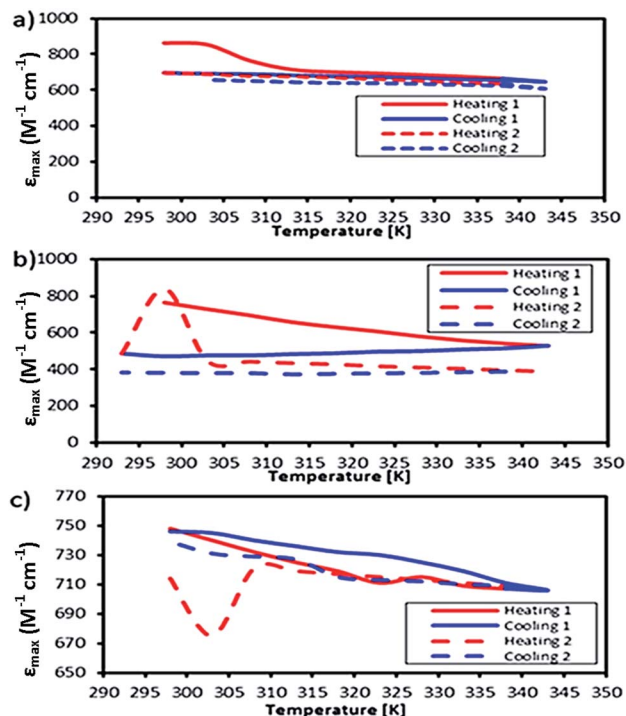 a)
1000
800
600
400
200
0
εmax (M⁻¹ cm⁻¹)
Heating 1
Cooling 1
Heating 2
Cooling 2
290 295 300 305 310 315 320 325 330 335 340 345 350
Temperature [K]
b)
1000
800
600
400
200
0
εmax (M⁻¹ cm⁻¹)
Heating 1
Cooling 1
Heating 2
Cooling 2
290 295 300 305 310 315 320 325 330 335 340 345 350
Temperature [K]
c)
770
750
730
710
690
670
650
εmax (M⁻¹ cm⁻¹)
Heating 1
Cooling 1
Heating 2
Cooling 2
290 295 300 305 310 315 320 325 330 335 340 345 350
Temperature [K]